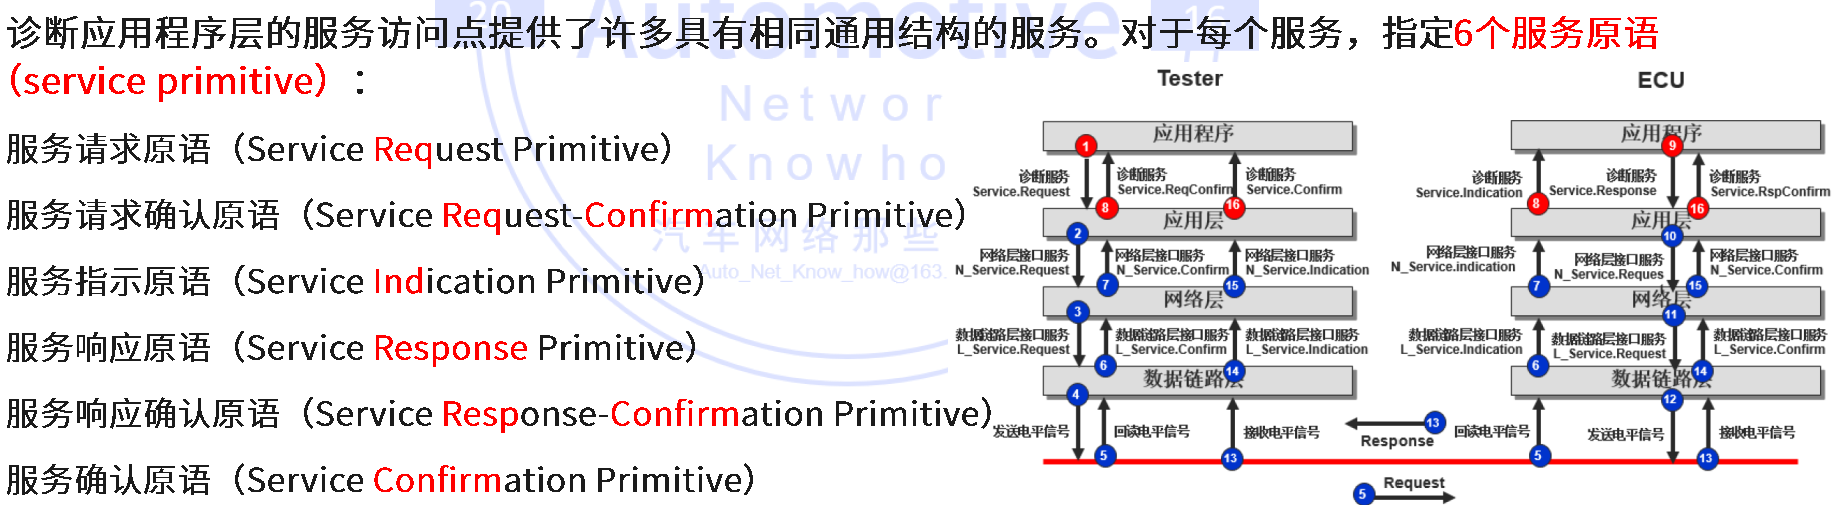 诊断应用程序层的服务访问点提供了许多具有相同通用结构的服务。对于每个服务，指定6个服务原语
（service primitive）：
服务请求原语（Service Request Primitive）
服务请求确认原语（Service Request-Confirmation Primitive）
服务指示原语（Service Indication Primitive）
服务响应原语（Service Response Primitive）
服务响应确认原语（Service Response-Confirmation Primitive）
服务确认原语（Service Confirmation Primitive）
20 Automotive 16
Networ
Knowho
汽车网络那些
Auto_Net_Know_how@163.
Tester
应用程序
1
诊断服务
Service.Request
诊断服务
Service.ReqConfirm
诊断服务
Service.Confirm
8
16
应用层
2
网络层接口服务
N_Service.Request
网络层接口服务
N_Service.Confirm
网络层接口服务
N_Service.Indication
7
15
网络层
3
数据链路层接口服务
L_Service.Request
数据链路层接口服务
L_Service.Confirm
数据链路层接口服务
L_Service.Indication
6
14
数据链路层
4
发送电平信号
回读电平信号
接收电平信号
5
13
13
Response
5
Request
ECU
应用程序
9
诊断服务
Service.Indication
诊断服务
Service.Response
诊断服务
Service.RspConfirm
8
16
应用层
10
网络层接口服务
N_Service.indication
网络层接口服务
N_Service.Reques
网络层接口服务
N_Service.Confirm
7
15
网络层
11
数据链路层接口服务
L_Service.Indication
数据链路层接口服务
L_Service.Request
数据链路层接口服务
L_Service.Confirm
6
14
数据链路层
12
回读电平信号
发送电平信号
接收电平信号
5
13